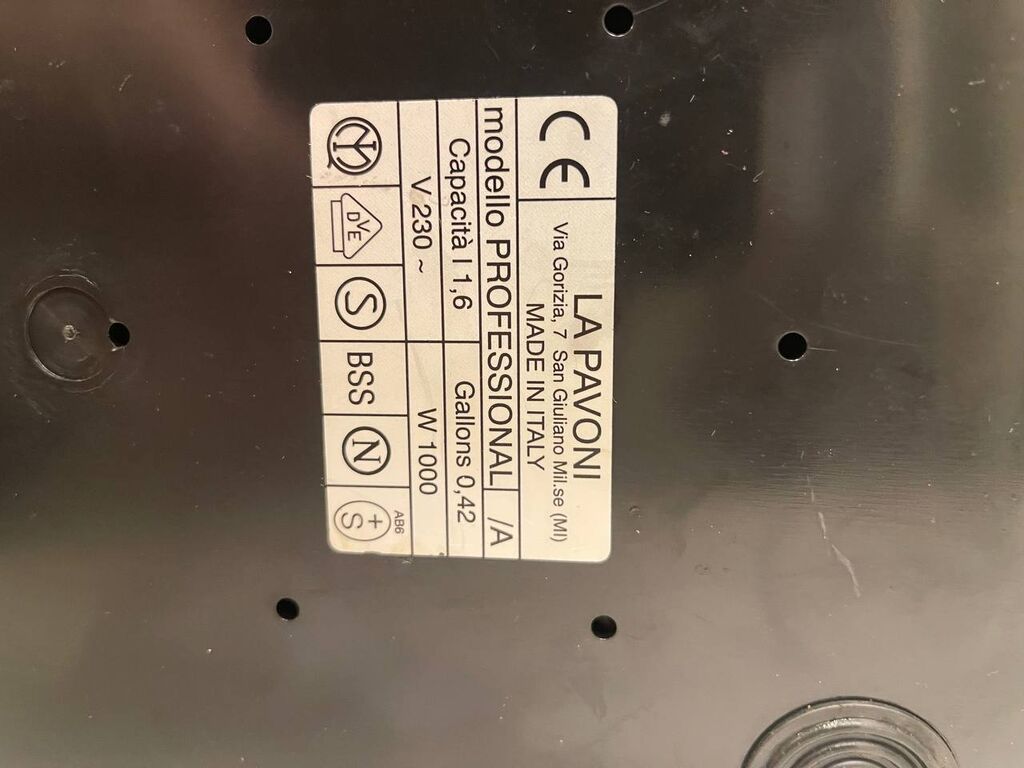 CE
LA PAVONI
Via Gorizia, 7 San Giuliano Mil.se (MI)
MADE IN ITALY
modello PROFESSIONAL /A
Capacità l 1,6 Gallons 0,42
V 230 ~ W 1000
DVE S BSS N +S AB6